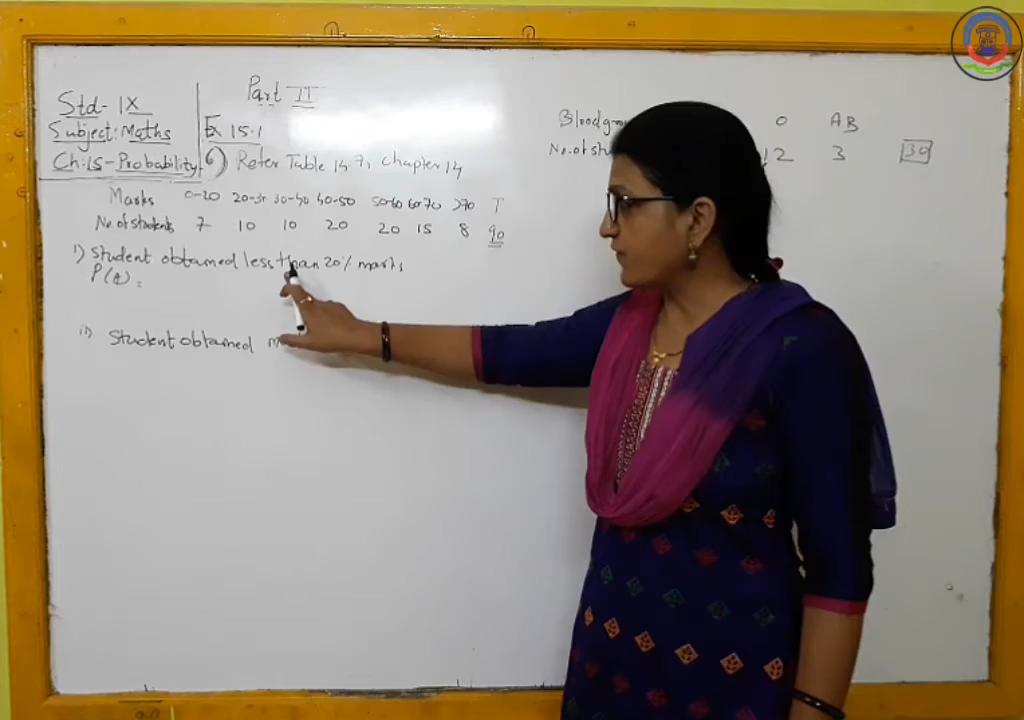 Part II
Std- IX
Subject: Maths
Ch:15-Probability
Ex 15.1
6) Refer Table 14.7, chapter 14
Marks 0-20 20-30 30-40 40-50 50-60 60-70 >70 T
No. of students 7 10 10 20 20 15 8 90
i) Student obtained less than 20% marks
P(A) =
ii) Student obtained m
Bloodgro O AB
No. of stu 12 3 30